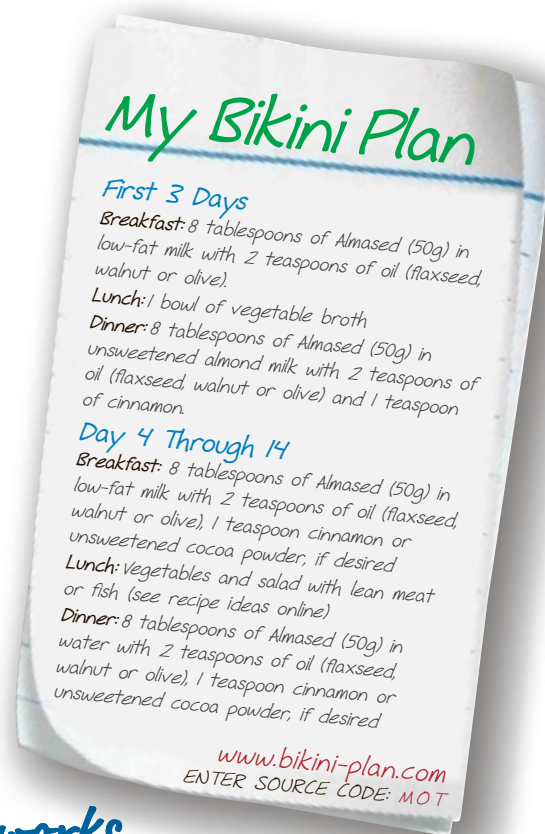 My Bikini Plan
First 3 Days
Breakfast: 8 tablespoons of Almased (50g) in
low-fat milk with 2 teaspoons of oil (flaxseed,
walnut or olive).
Lunch: 1 bowl of vegetable broth
Dinner: 8 tablespoons of Almased (50g) in
unsweetened almond milk with 2 teaspoons of
oil (flaxseed, walnut or olive) and 1 teaspoon
of cinnamon.
Day 4 Through 14
Breakfast: 8 tablespoons of Almased (50g) in
low-fat milk with 2 teaspoons of oil (flaxseed,
walnut or olive), 1 teaspoon cinnamon or
unsweetened cocoa powder, if desired
Lunch: Vegetables and salad with lean meat
or fish (see recipe ideas online)
Dinner: 8 tablespoons of Almased (50g) in
water with 2 teaspoons of oil (flaxseed,
walnut or olive), 1 teaspoon cinnamon or
unsweetened cocoa powder, if desired
www.bikini-plan.com
ENTER SOURCE CODE: MOT